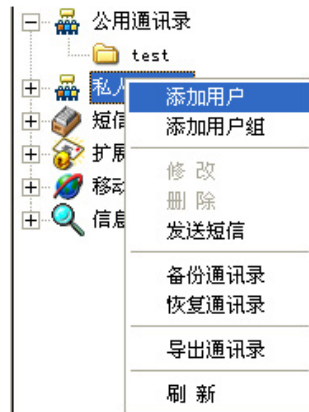 公用通讯录
test
私人
添加用户
添加用户组
短信
扩展
修 改
移动
删 除
信息
发送短信
备份通讯录
恢复通讯录
导出通讯录
刷 新